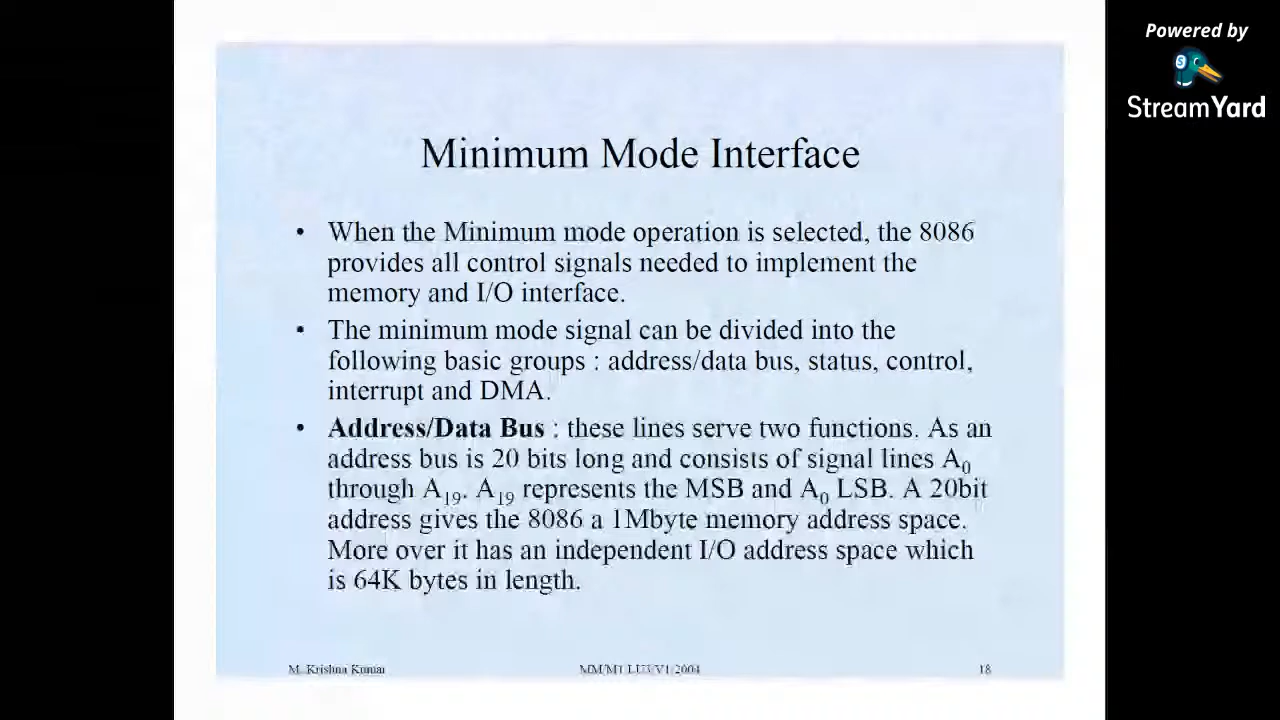 Powered by
StreamYard
Minimum Mode Interface
• When the Minimum mode operation is selected, the 8086
provides all control signals needed to implement the
memory and I/O interface.
• The minimum mode signal can be divided into the
following basic groups : address/data bus, status, control,
interrupt and DMA.
• Address/Data Bus : these lines serve two functions. As an
address bus is 20 bits long and consists of signal lines A0
through A19. A19 represents the MSB and A0 LSB. A 20bit
address gives the 8086 a 1Mbyte memory address space.
More over it has an independent I/O address space which
is 64K bytes in length.
M. Krishna Kumar
MM/M1/LU3/V1/2004
18